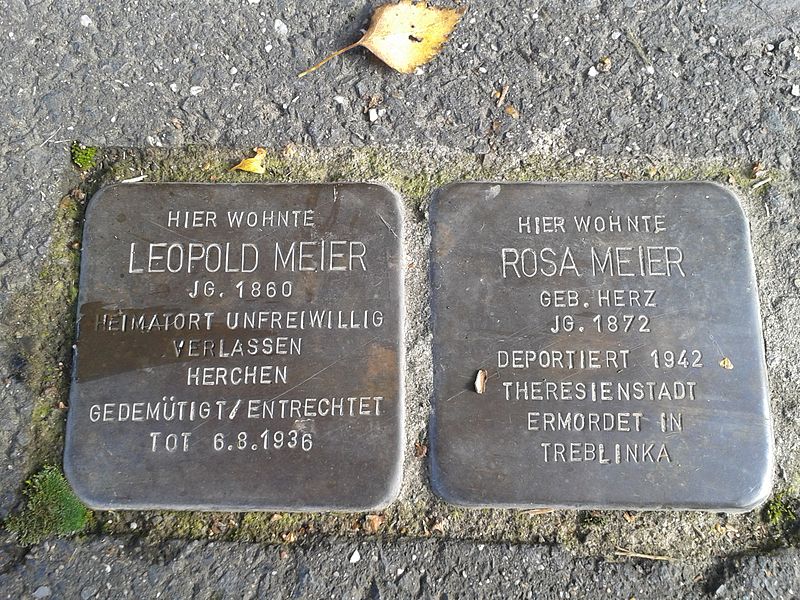 HIER WOHNTE
LEOPOLD MEIER
JG. 1860
HEIMATORT UNFREIWILLIG
VERLASSEN
HERCHEN
GEDEMÜTIGT/ENTRECHTET
TOT 6.8.1936
HIER WOHNTE
ROSA MEIER
GEB. HERZ
JG. 1872
DEPORTIERT 1942
THERESIENSTADT
ERMORDET IN
TREBLINKA